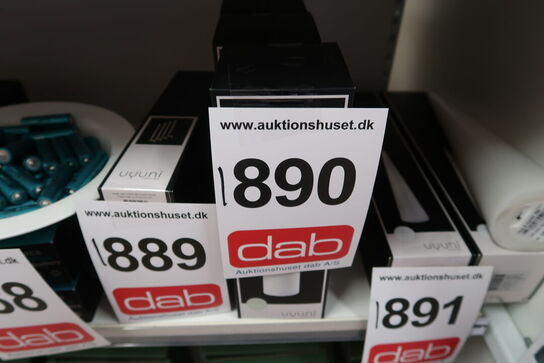 uyuni
www.auktionshuset.dk
890
dab
Auktionshuset dab A/S
www.auktionshuset.dk
889
dab
www.auktionshuset.dk
891
dab
dab
uyuni
uyuni